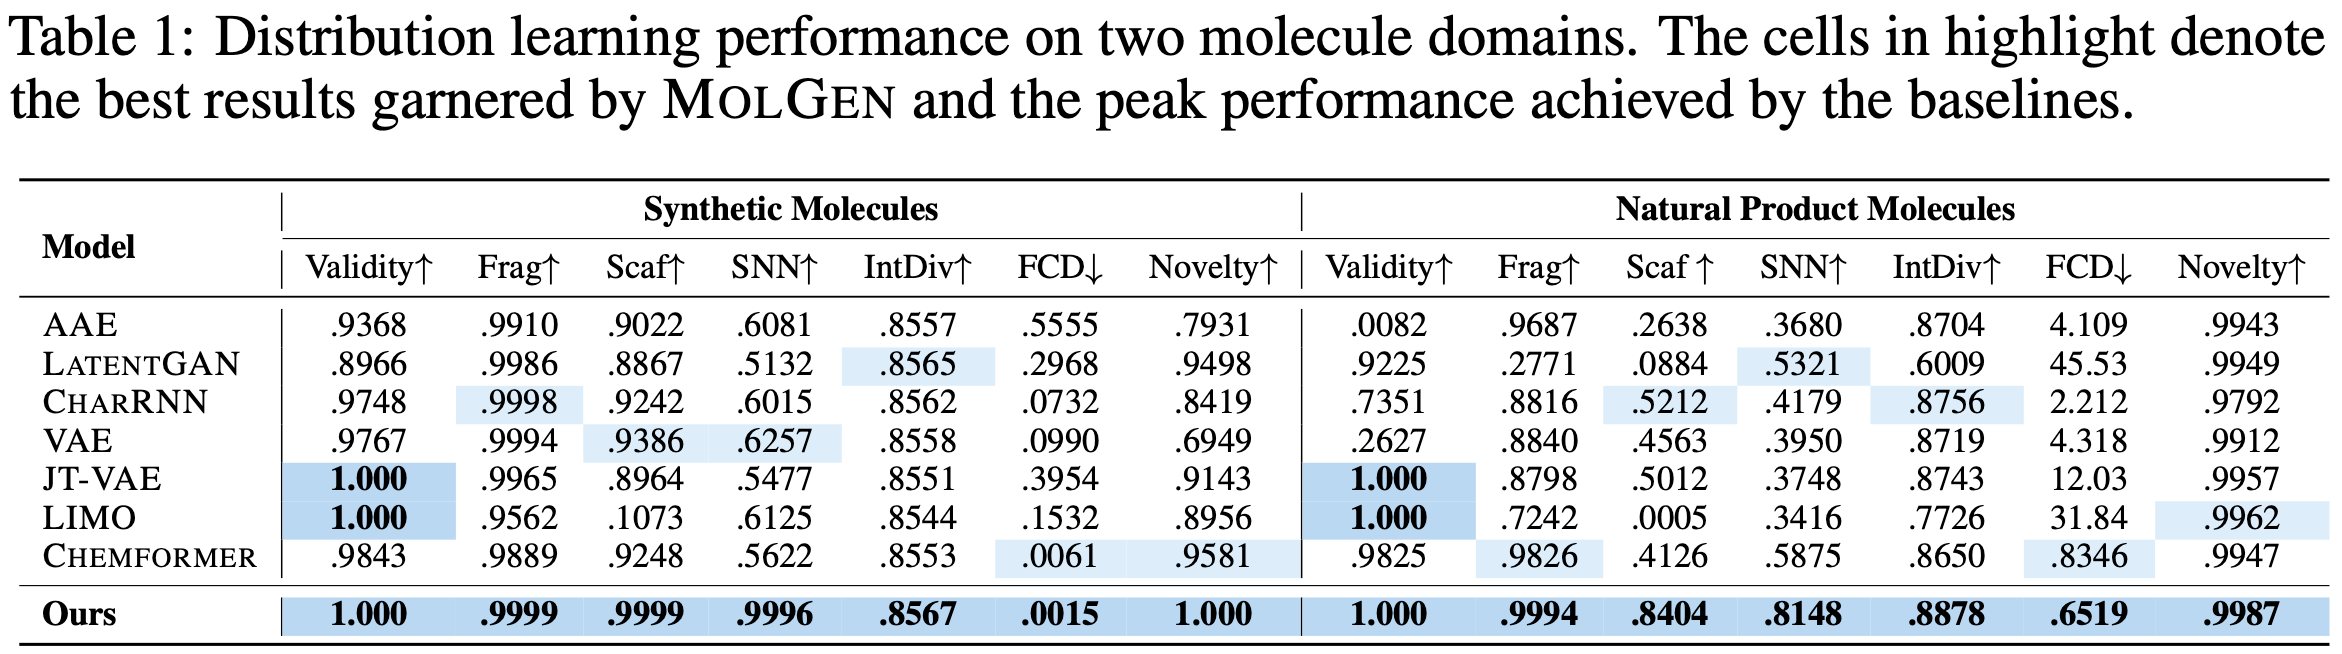 Table 1: Distribution learning performance on two molecule domains. The cells in highlight denote
the best results garnered by MOLGEN and the peak performance achieved by the baselines.
Model Synthetic Molecules Natural Product Molecules
Validity↑ Frag↑ Scaf↑ SNN↑ IntDiv↑ FCD↓ Novelty↑ Validity↑ Frag↑ Scaf ↑ SNN↑ IntDiv↑ FCD↓ Novelty↑
AAE .9368 .9910 .9022 .6081 .8557 .5555 .7931 .0082 .9687 .2638 .3680 .8704 4.109 .9943
LATENTGAN .8966 .9986 .8867 .5132 .8565 .2968 .9498 .9225 .2771 .0884 .5321 .6009 45.53 .9949
CHARRNN .9748 .9998 .9242 .6015 .8562 .0732 .8419 .7351 .8816 .5212 .4179 .8756 2.212 .9792
VAE .9767 .9994 .9386 .6257 .8558 .0990 .6949 .2627 .8840 .4563 .3950 .8719 4.318 .9912
JT-VAE 1.000 .9965 .8964 .5477 .8551 .3954 .9143 1.000 .8798 .5012 .3748 .8743 12.03 .9957
LIMO 1.000 .9562 .1073 .6125 .8544 .1532 .8956 1.000 .7242 .0005 .3416 .7726 31.84 .9962
CHEMFORMER .9843 .9889 .9248 .5622 .8553 .0061 .9581 .9825 .9826 .4126 .5875 .8650 .8346 .9947
Ours 1.000 .9999 .9999 .9996 .8567 .0015 1.000 1.000 .9994 .8404 .8148 .8878 .6519 .9987